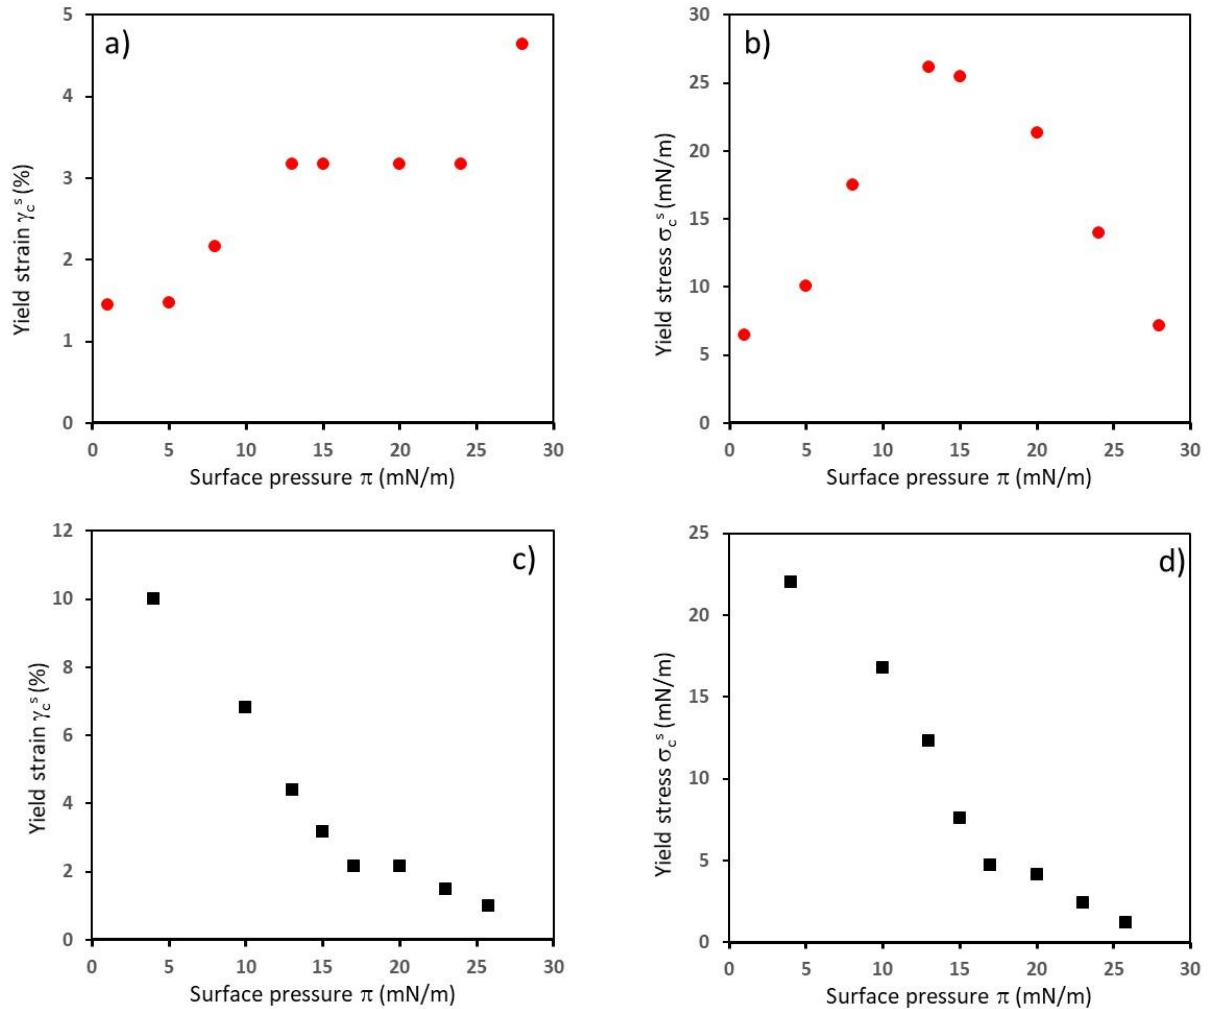 a)
5
4
3
2
1
0
Yield strain γcˢ (%)
0 5 10 15 20 25 30
Surface pressure π (mN/m)
b)
30
25
20
15
10
5
0
Yield stress σcˢ (mN/m)
0 5 10 15 20 25 30
Surface pressure π (mN/m)
c)
12
10
8
6
4
2
0
Yield strain γcˢ (%)
0 5 10 15 20 25 30
Surface pressure π (mN/m)
d)
25
20
15
10
5
0
Yield stress σcˢ (mN/m)
0 5 10 15 20 25 30
Surface pressure π (mN/m)